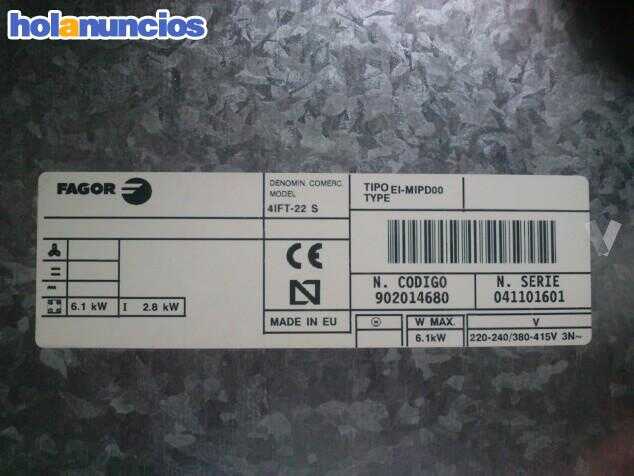 holanuncios
FAGOR
DENOMIN. COMERC.
MODEL
4IFT-22 S
TIPO EI-MIPD00
TYPE
N. CODIGO
902014680
N. SERIE
041101601
6.1 kW
I
2.8 kW
CE
N
MADE IN EU
M
W MAX.
6.1kW
V
220-240/380-415V 3N~